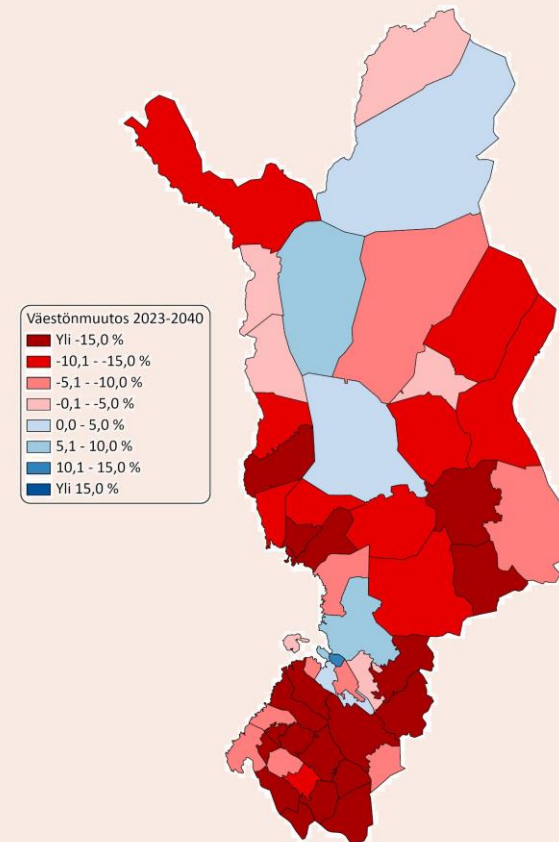 Väestönmuutos 2023-2040
Yli -15,0 %
-10,1 - -15,0 %
-5,1 - -10,0 %
-0,1 - -5,0 %
0,0 - 5,0 %
5,1 - 10,0 %
10,1 - 15,0 %
Yli 15,0 %